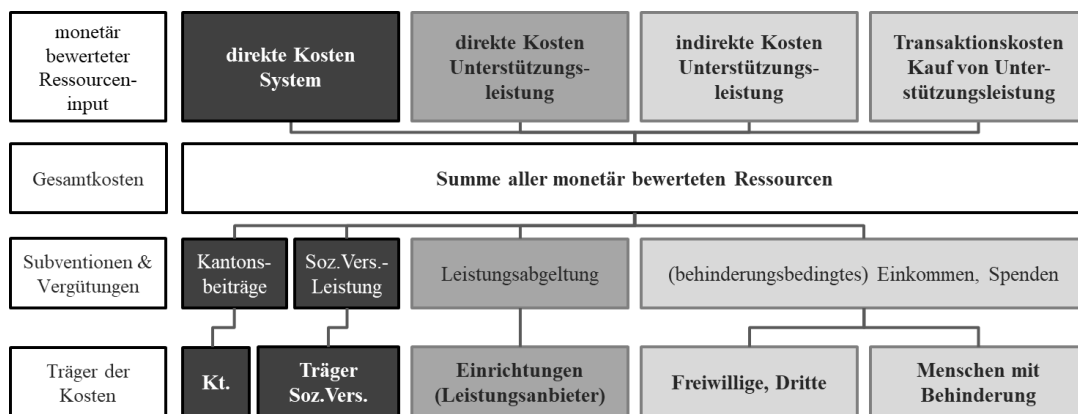 monetär
bewerteter
Ressourcen-
input
direkte Kosten
System
direkte Kosten
Unterstützungs-
leistung
indirekte Kosten
Unterstützungs-
leistung
Transaktionskosten
Kauf von Unter-
stützungsleistung
Gesamtkosten
Summe aller monetär bewerteten Ressourcen
Subventionen &
Vergütungen
Kantons-
beiträge
Soz.Vers.-
Leistung
Leistungsabgeltung
(behinderungsbedingtes) Einkommen, Spenden
Träger der
Kosten
Kt.
Träger
Soz.Vers.
Einrichtungen
(Leistungsanbieter)
Freiwillige, Dritte
Menschen mit
Behinderung